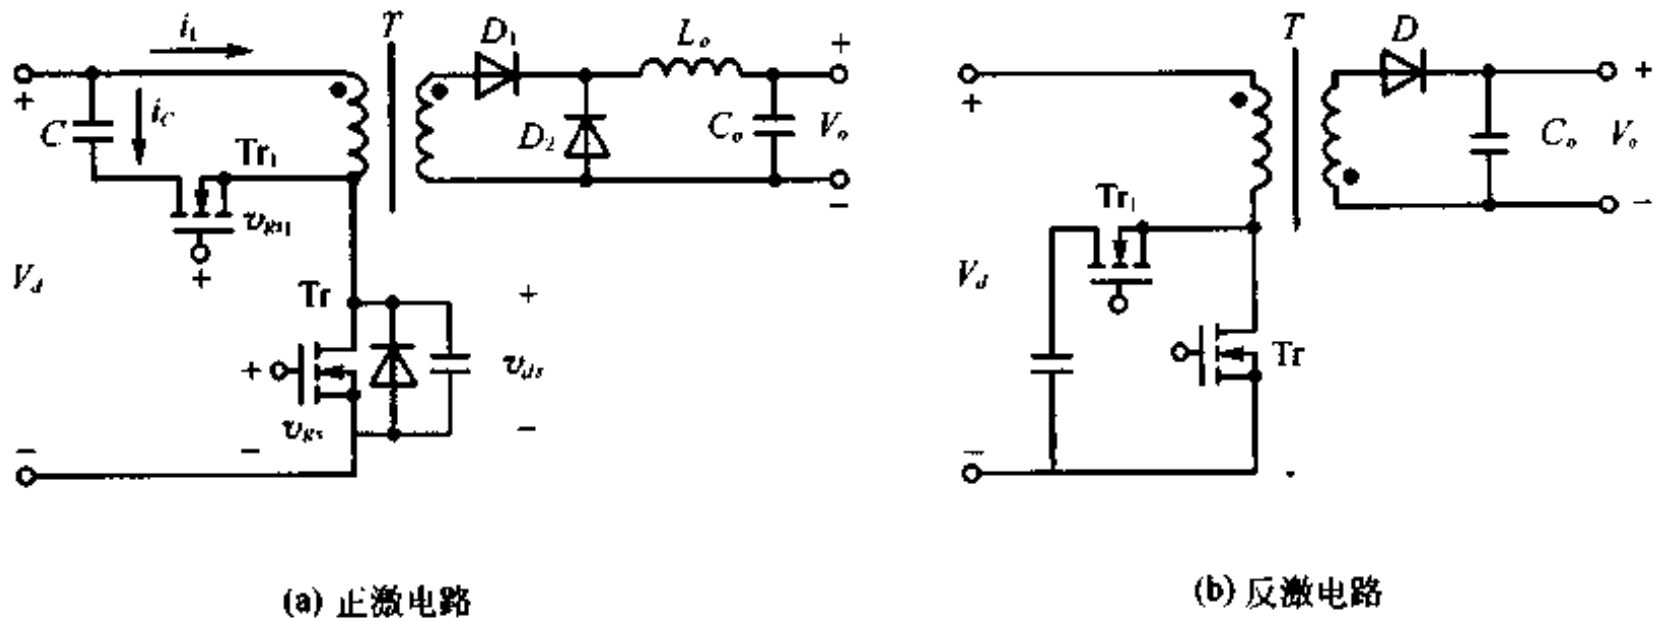 i₁
T
D₁
L₀
+
+
C
i_C
Tr₁
D₂
C₀
V₀
−
v_gs1
+
V_d
Tr
+
+
v_ds
v_gs
−
−
−
(a) 正激电路
T
D
+
+
C₀
V₀
Tr₁
−
V_d
Tr
−
(b) 反激电路